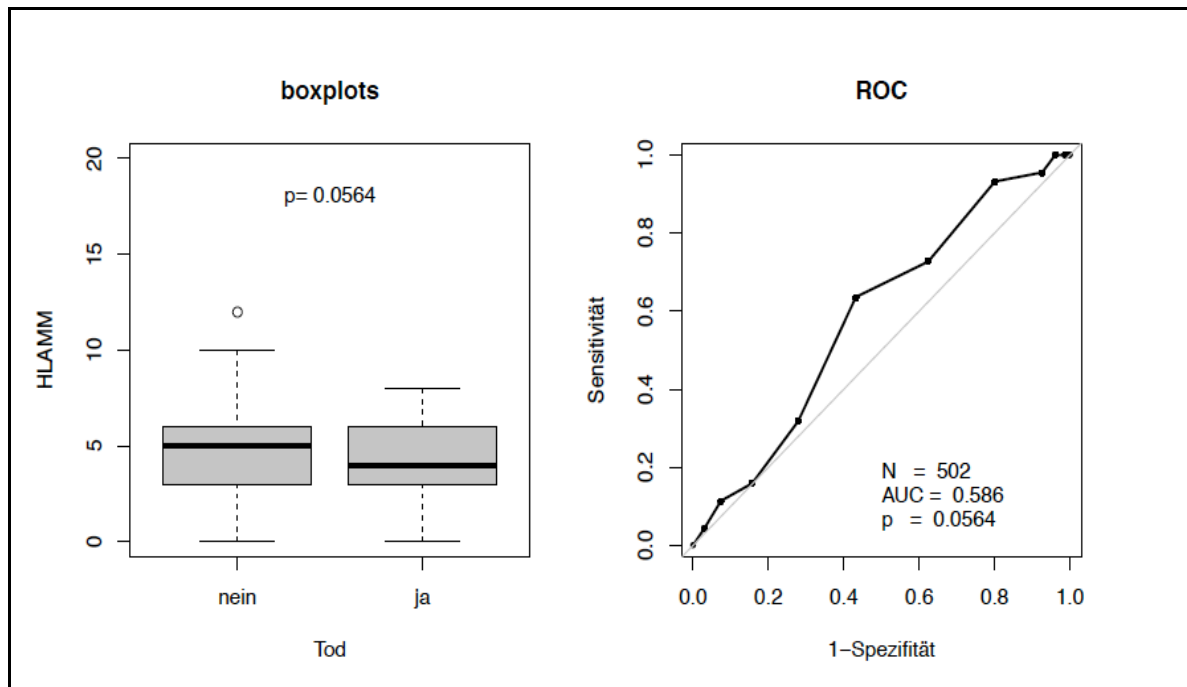 boxplots
20
15
10
5
0
HLAMM
p= 0.0564
nein
ja
Tod
ROC
1.0
0.8
0.6
0.4
0.2
0.0
Sensitivität
N = 502
AUC = 0.586
p = 0.0564
0.0 0.2 0.4 0.6 0.8 1.0
1−Spezifität